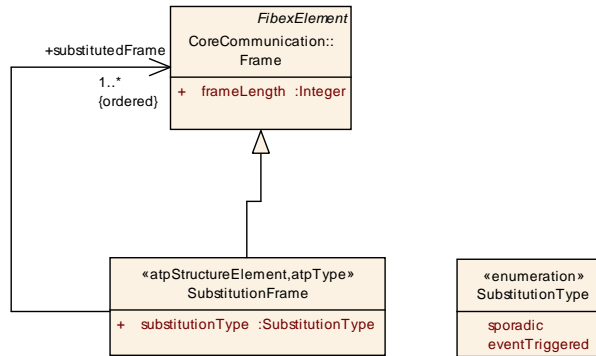 FibexElement
CoreCommunication::
Frame
+ frameLength :Integer
+substitutedFrame
1..*
{ordered}
«atpStructureElement,atpType»
SubstitutionFrame
+ substitutionType :SubstitutionType
«enumeration»
SubstitutionType
sporadic
eventTriggered